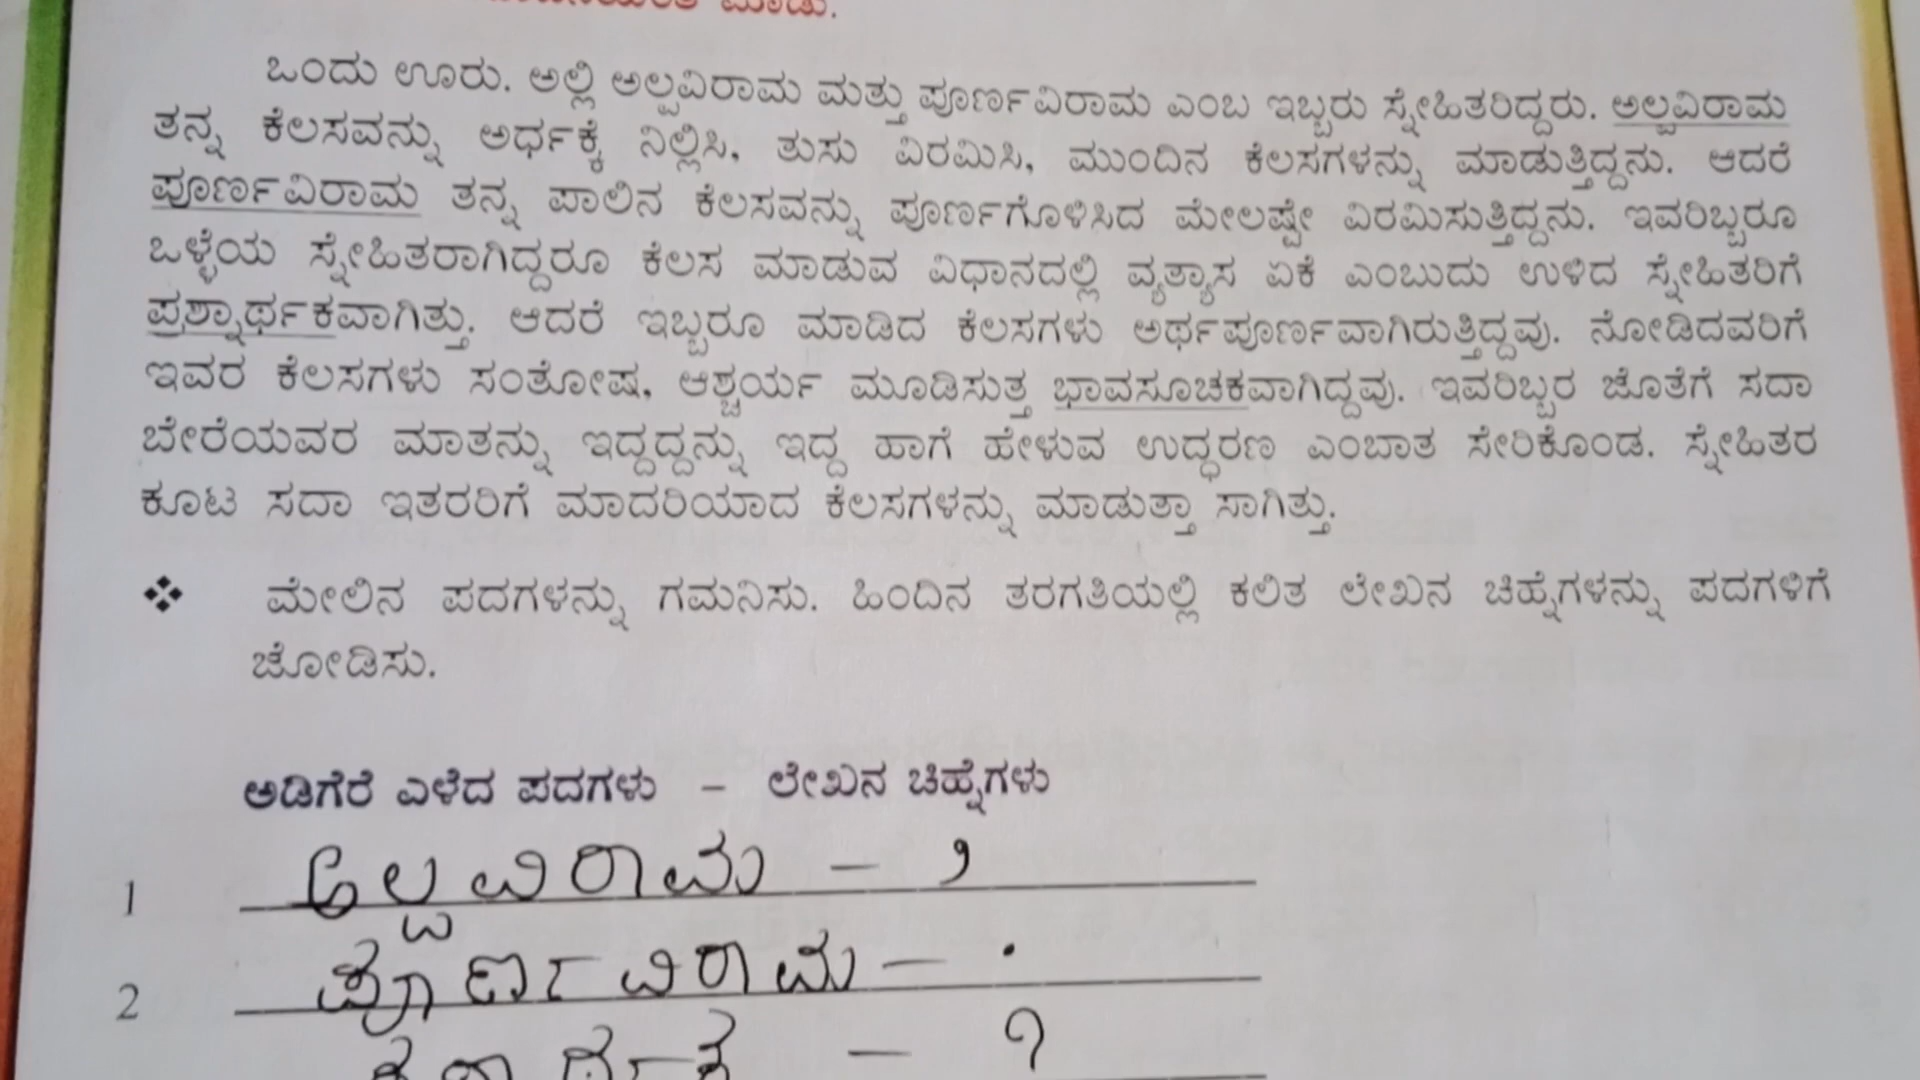 ಮಾಡು.
ಒಂದು ಊರು. ಅಲ್ಲಿ ಅಲ್ಪವಿರಾಮ ಮತ್ತು ಪೂರ್ಣವಿರಾಮ ಎಂಬ ಇಬ್ಬರು ಸ್ನೇಹಿತರಿದ್ದರು. ಅಲ್ಪವಿರಾಮ
ತನ್ನ ಕೆಲಸವನ್ನು ಅರ್ಧಕ್ಕೆ ನಿಲ್ಲಿಸಿ, ತುಸು ವಿರಮಿಸಿ, ಮುಂದಿನ ಕೆಲಸಗಳನ್ನು ಮಾಡುತ್ತಿದ್ದನು. ಆದರೆ
ಪೂರ್ಣವಿರಾಮ ತನ್ನ ಪಾಲಿನ ಕೆಲಸವನ್ನು ಪೂರ್ಣಗೊಳಿಸಿದ ಮೇಲಷ್ಟೇ ವಿರಮಿಸುತ್ತಿದ್ದನು. ಇವರಿಬ್ಬರೂ
ಒಳ್ಳೆಯ ಸ್ನೇಹಿತರಾಗಿದ್ದರೂ ಕೆಲಸ ಮಾಡುವ ವಿಧಾನದಲ್ಲಿ ವ್ಯತ್ಯಾಸ ಏಕೆ ಎಂಬುದು ಉಳಿದ ಸ್ನೇಹಿತರಿಗೆ
ಪ್ರಶ್ನಾರ್ಥಕವಾಗಿತ್ತು. ಆದರೆ ಇಬ್ಬರೂ ಮಾಡಿದ ಕೆಲಸಗಳು ಅರ್ಥಪೂರ್ಣವಾಗಿರುತ್ತಿದ್ದವು. ನೋಡಿದವರಿಗೆ
ಇವರ ಕೆಲಸಗಳು ಸಂತೋಷ, ಆಶ್ಚರ್ಯ ಮೂಡಿಸುತ್ತ ಭಾವಸೂಚಕವಾಗಿದ್ದವು. ಇವರಿಬ್ಬರ ಜೊತೆಗೆ ಸದಾ
ಬೇರೆಯವರ ಮಾತನ್ನು ಇದ್ದದ್ದನ್ನು ಇದ್ದ ಹಾಗೆ ಹೇಳುವ ಉದ್ಧರಣ ಎಂಬಾತ ಸೇರಿಕೊಂಡ. ಸ್ನೇಹಿತರ
ಕೂಟ ಸದಾ ಇತರರಿಗೆ ಮಾದರಿಯಾದ ಕೆಲಸಗಳನ್ನು ಮಾಡುತ್ತಾ ಸಾಗಿತ್ತು.
❖ ಮೇಲಿನ ಪದಗಳನ್ನು ಗಮನಿಸು. ಹಿಂದಿನ ತರಗತಿಯಲ್ಲಿ ಕಲಿತ ಲೇಖನ ಚಿಹ್ನೆಗಳನ್ನು ಪದಗಳಿಗೆ
ಜೋಡಿಸು.
ಅಡಿಗೆರೆ ಎಳೆದ ಪದಗಳು – ಲೇಖನ ಚಿಹ್ನೆಗಳು
1 ಅಲ್ಪವಿರಾಮ – ,
2 ಪೂರ್ಣವಿರಾಮ – .
– ?